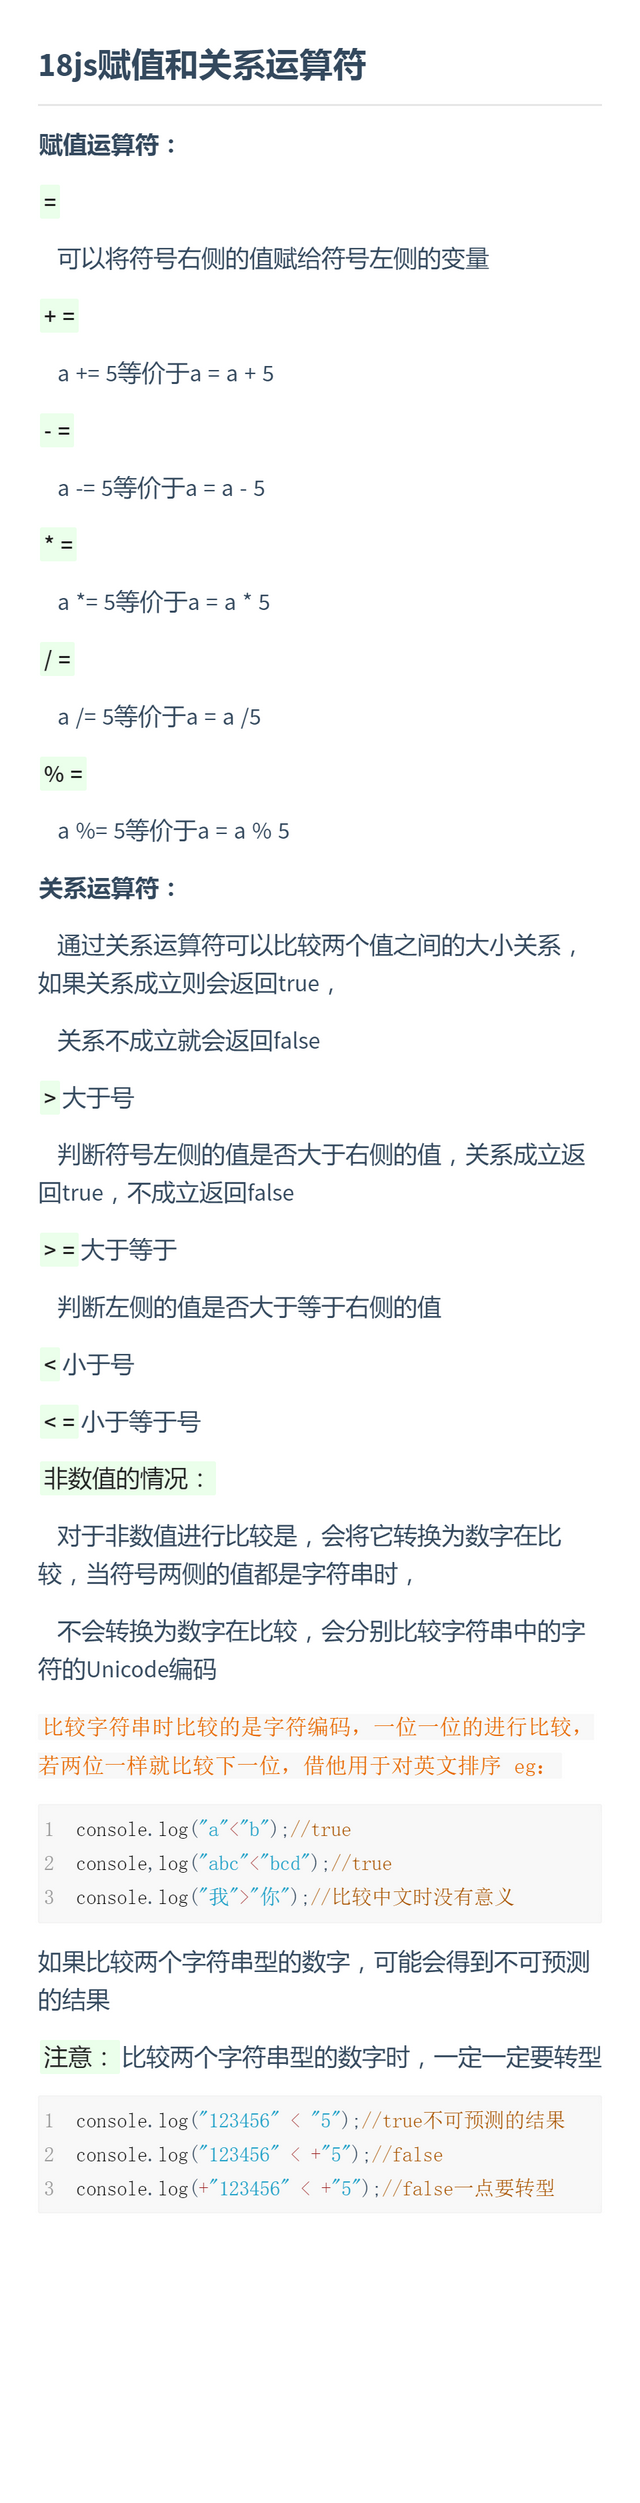 18js赋值和关系运算符
赋值运算符：
=
可以将符号右侧的值赋给符号左侧的变量
+ =
a += 5等价于a = a + 5
- =
a -= 5等价于a = a - 5
* =
a *= 5等价于a = a * 5
/ =
a /= 5等价于a = a /5
% =
a %= 5等价于a = a % 5
关系运算符：
通过关系运算符可以比较两个值之间的大小关系，
如果关系成立则会返回true，
关系不成立就会返回false
>大于号
判断符号左侧的值是否大于右侧的值，关系成立返
回true，不成立返回false
> =大于等于
判断左侧的值是否大于等于右侧的值
<小于号
< =小于等于号
非数值的情况：
对于非数值进行比较是，会将它转换为数字在比
较，当符号两侧的值都是字符串时，
不会转换为数字在比较，会分别比较字符串中的字
符的Unicode编码
比较字符串时比较的是字符编码，一位一位的进行比较，
若两位一样就比较下一位，借他用于对英文排序 eg：
1 console.log("a"<"b");//true
2 console,log("abc"<"bcd");//true
3 console.log("我">"你");//比较中文时没有意义
如果比较两个字符串型的数字，可能会得到不可预测
的结果
注意：比较两个字符串型的数字时，一定一定要转型
1 console.log("123456" < "5");//true不可预测的结果
2 console.log("123456" < +"5");//false
3 console.log(+"123456" < +"5");//false一点要转型